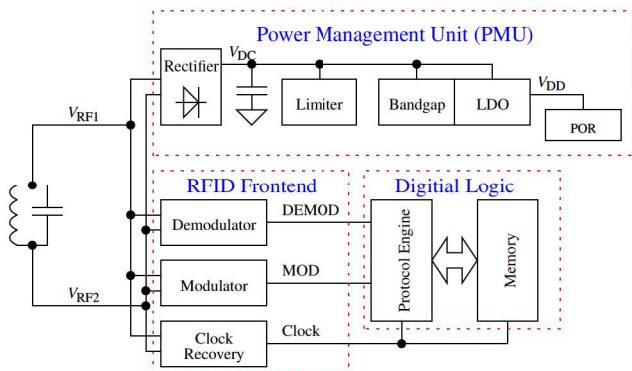 Power Management Unit (PMU)
Rectifier
VDC
Limiter
Bandgap
LDO
VDD
POR
VRF1
RFID Frontend
Digitial Logic
Demodulator
DEMOD
Modulator
MOD
Protocol Engine
Memory
VRF2
Clock
Recovery
Clock